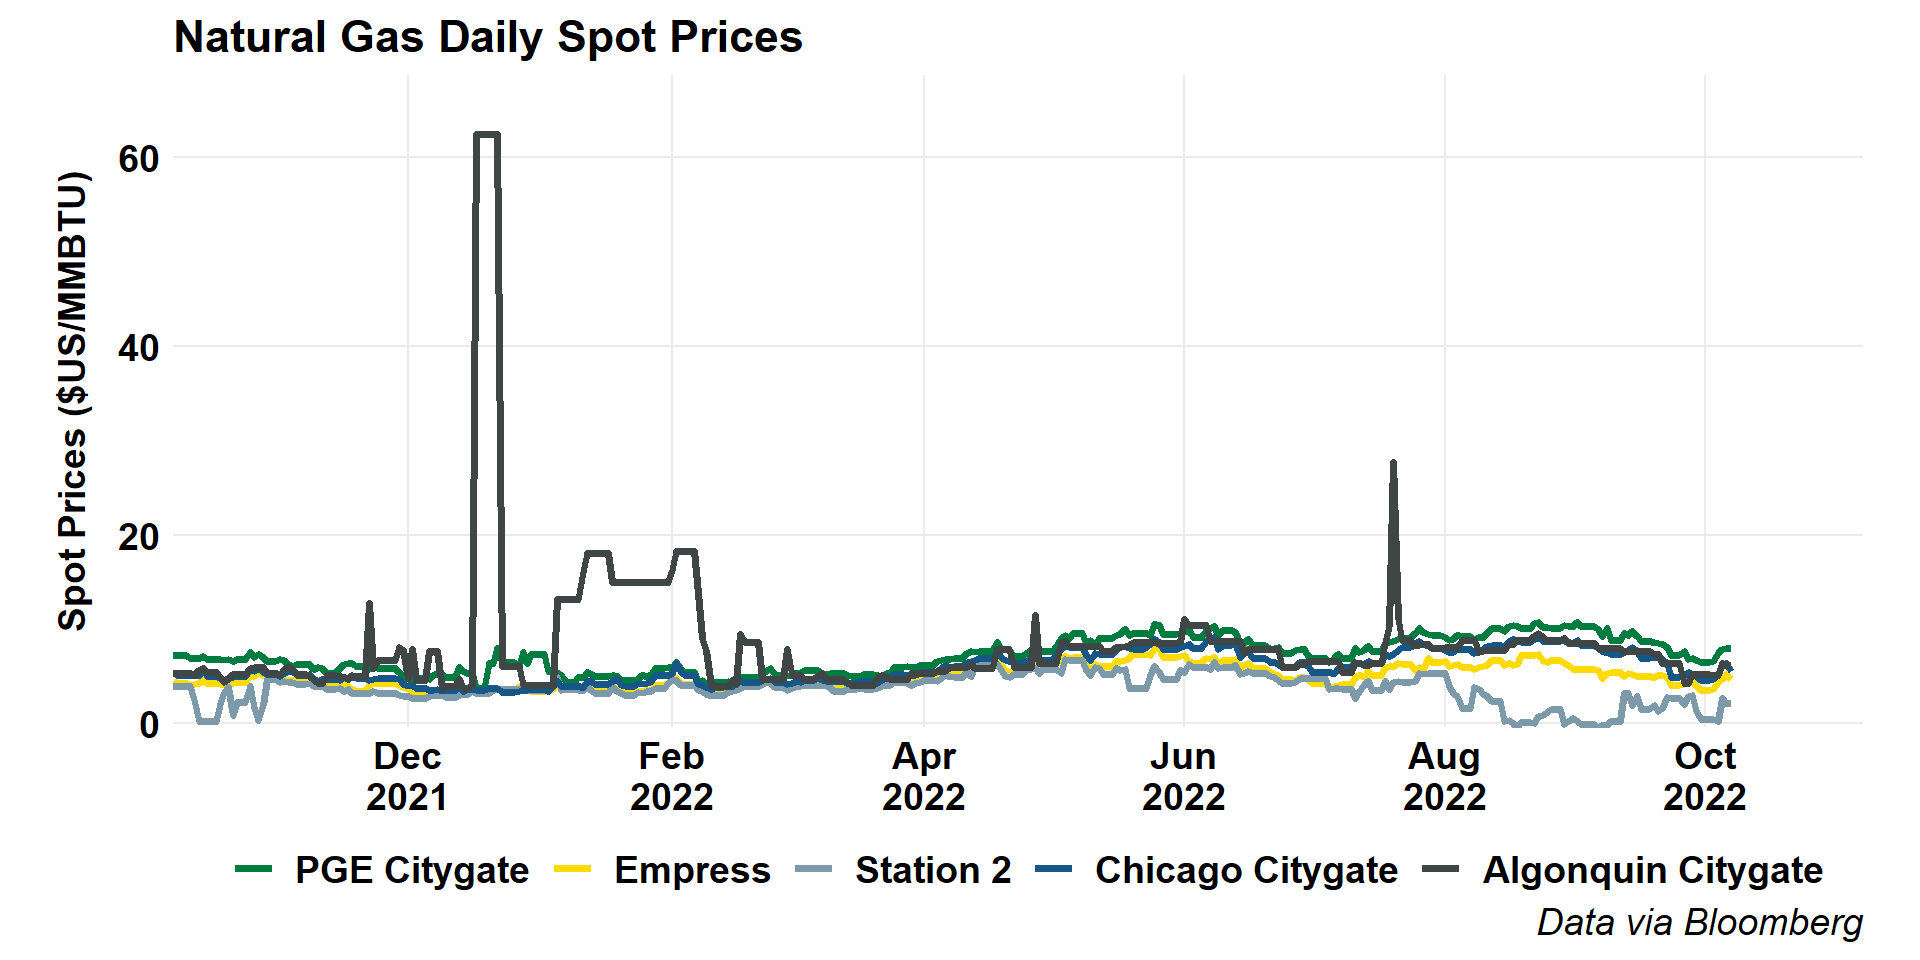 Natural Gas Daily Spot Prices
Spot Prices ($US/MMBTU)
60
40
20
0
Dec
2021
Feb
2022
Apr
2022
Jun
2022
Aug
2022
Oct
2022
PGE Citygate
Empress
Station 2
Chicago Citygate
Algonquin Citygate
Data via Bloomberg